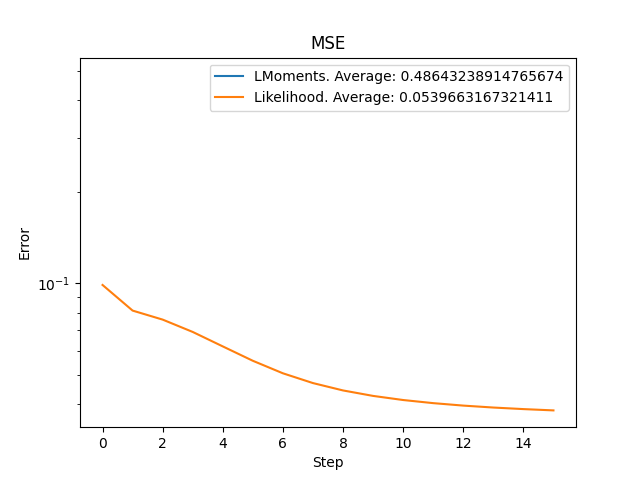 MSE
LMoments. Average: 0.48643238914765674
Likelihood. Average: 0.0539663167321411
Error
10⁻¹
0 2 4 6 8 10 12 14
Step